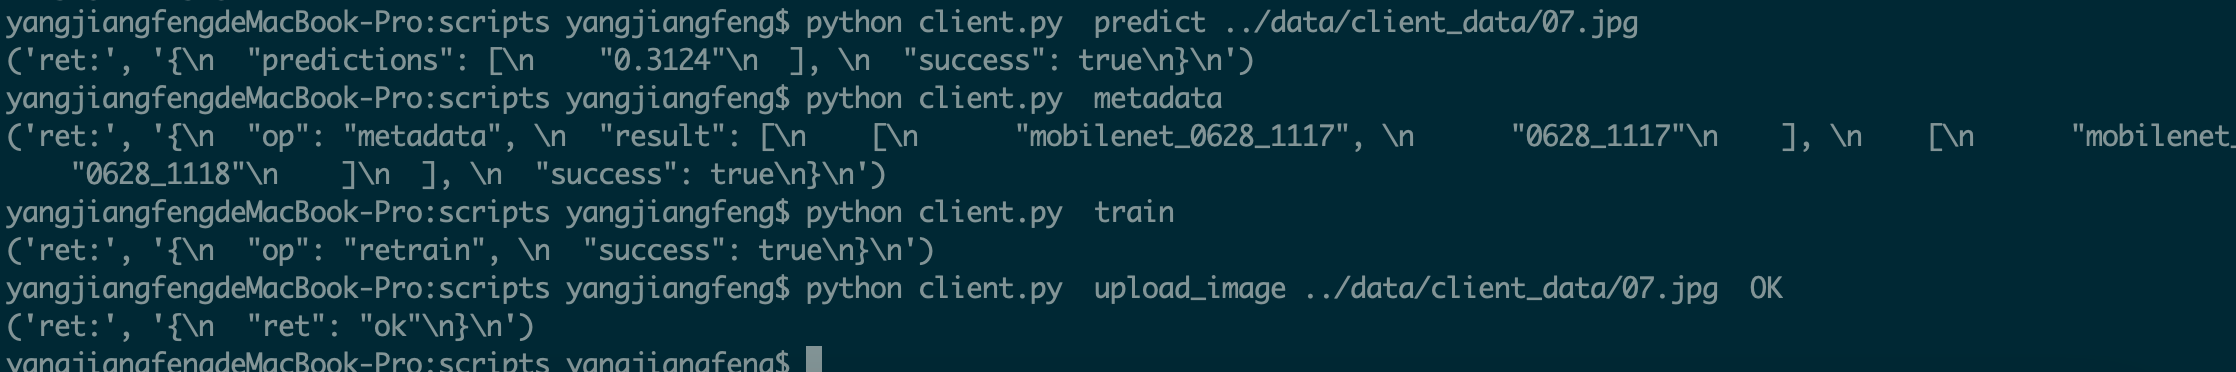 yangjiangfengdeMacBook-Pro:scripts yangjiangfeng$ python client.py  predict ../data/client_data/07.jpg
('ret:', '{\n  "predictions": [\n    "0.3124"\n  ], \n  "success": true\n}\n')
yangjiangfengdeMacBook-Pro:scripts yangjiangfeng$ python client.py  metadata
('ret:', '{\n  "op": "metadata", \n  "result": [\n    [\n      "mobilenet_0628_1117", \n      "0628_1117"\n    ], \n    [\n      "mobilenet_
    "0628_1118"\n    ]\n  ], \n  "success": true\n}\n')
yangjiangfengdeMacBook-Pro:scripts yangjiangfeng$ python client.py  train
('ret:', '{\n  "op": "retrain", \n  "success": true\n}\n')
yangjiangfengdeMacBook-Pro:scripts yangjiangfeng$ python client.py  upload_image ../data/client_data/07.jpg  OK
('ret:', '{\n  "ret": "ok"\n}\n')
yangjiangfengdeMacBook-Pro:scripts yangjiangfeng$